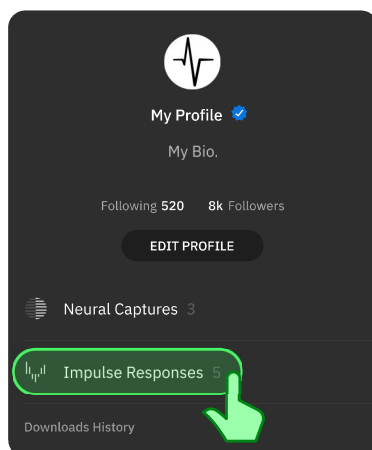 My Profile
My Bio.
Following 520 8k Followers
EDIT PROFILE
Neural Captures 3
Impulse Responses 5
Downloads History